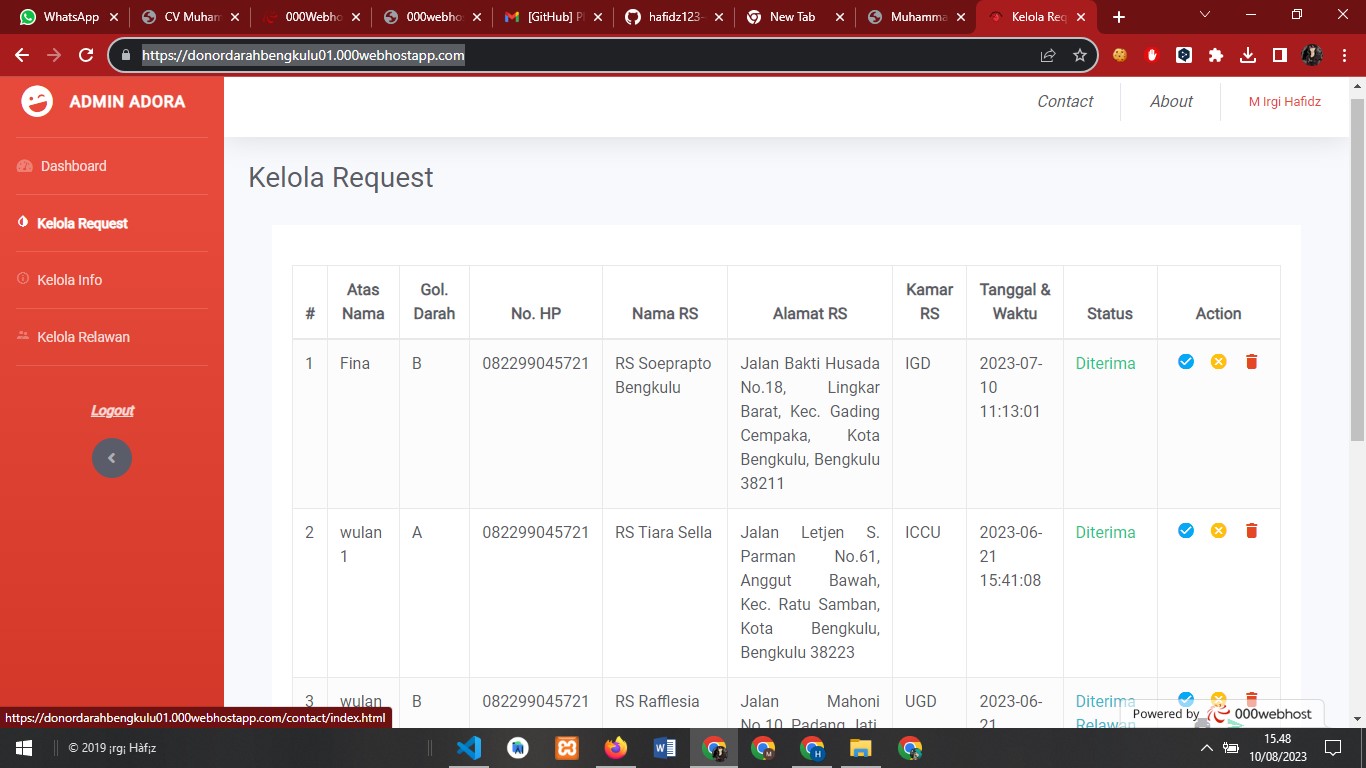 WhatsApp
CV Muham
000Webho
000webho
[GitHub] P
hafidz123-
New Tab
Muhamma
Kelola Req
https://donordarahbengkulu01.000webhostapp.com
ADMIN ADORA
Contact
About
M Irgi Hafidz
Dashboard
Kelola Request
Kelola Info
Kelola Relawan
Logout
Kelola Request
# Atas Nama Gol. Darah No. HP Nama RS Alamat RS Kamar RS Tanggal & Waktu Status Action
1 Fina B 082299045721 RS Soeprapto Jalan Bakti Husada IGD 2023-07- Diterima
Bengkulu No.18, Lingkar 10
Barat, Kec. Gading 11:13:01
Cempaka, Kota
Bengkulu, Bengkulu
38211
2 wulan A 082299045721 RS Tiara Sella Jalan Letjen S. ICCU 2023-06- Diterima
1 Parman No.61, 21
Anggut Bawah, 15:41:08
Kec. Ratu Samban,
Kota Bengkulu,
Bengkulu 38223
3 wulan B 082299045721 RS Rafflesia Jalan Mahoni UGD 2023-06- Diterima
No.10, Padang Jati, 21 Relawan
https://donordarahbengkulu01.000webhostapp.com/contact/index.html
Powered by 000webhost
© 2019 ¡rg¡ Hàf¡z
15.48
10/08/2023